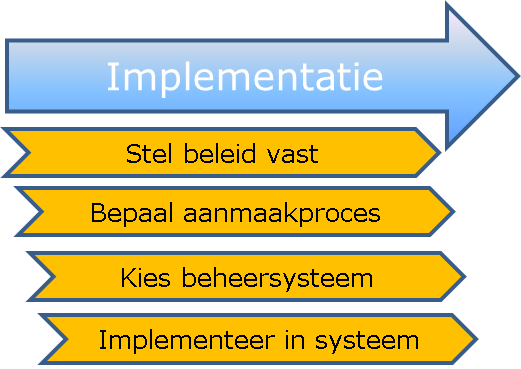 Implementatie
Stel beleid vast
Bepaal aanmaakproces
Kies beheersysteem
Implementeer in systeem